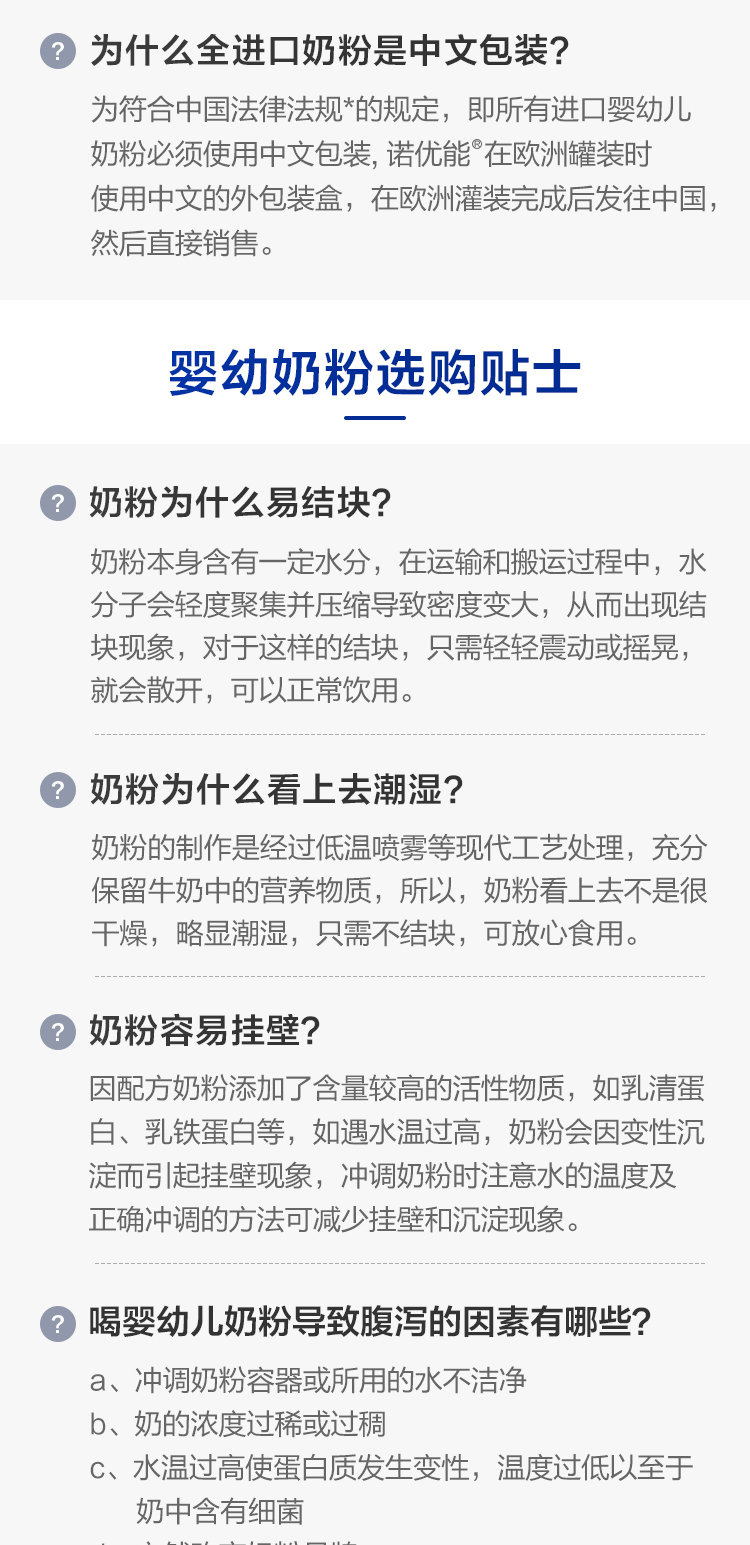 ? 为什么全进口奶粉是中文包装?
为符合中国法律法规*的规定，即所有进口婴幼儿
奶粉必须使用中文包装, 诺优能®在欧洲罐装时
使用中文的外包装盒，在欧洲灌装完成后发往中国，
然后直接销售。
婴幼奶粉选购贴士
? 奶粉为什么易结块?
奶粉本身含有一定水分，在运输和搬运过程中，水
分子会轻度聚集并压缩导致密度变大，从而出现结
块现象，对于这样的结块，只需轻轻震动或摇晃，
就会散开，可以正常饮用。
? 奶粉为什么看上去潮湿?
奶粉的制作是经过低温喷雾等现代工艺处理，充分
保留牛奶中的营养物质，所以，奶粉看上去不是很
干燥，略显潮湿，只需不结块，可放心食用。
? 奶粉容易挂壁?
因配方奶粉添加了含量较高的活性物质，如乳清蛋
白、乳铁蛋白等，如遇水温过高，奶粉会因变性沉
淀而引起挂壁现象，冲调奶粉时注意水的温度及
正确冲调的方法可减少挂壁和沉淀现象。
? 喝婴幼儿奶粉导致腹泻的因素有哪些?
a、冲调奶粉容器或所用的水不洁净
b、奶的浓度过稀或过稠
c、水温过高使蛋白质发生变性，温度过低以至于
奶中含有细菌